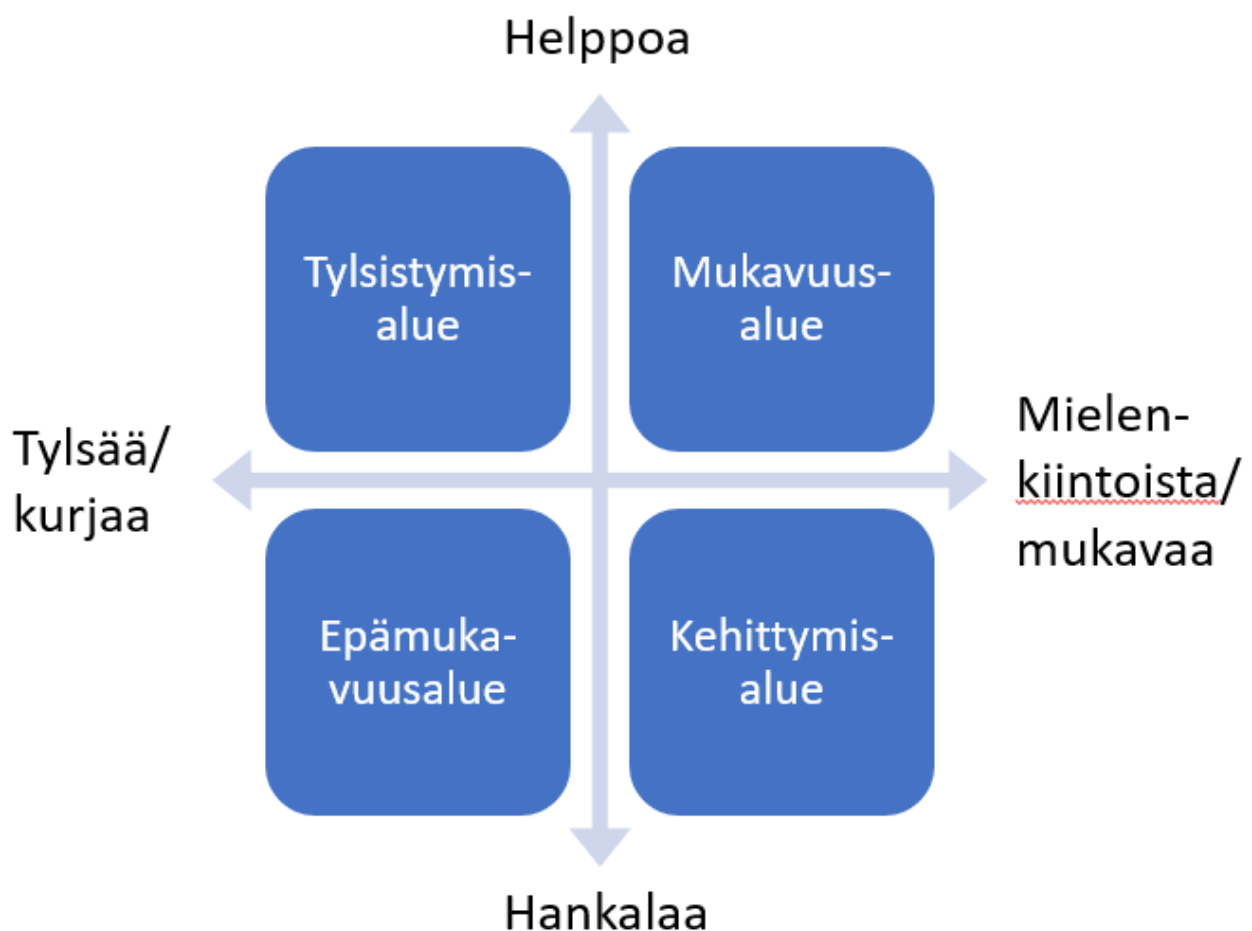 Helppoa
Tylsistymis-
alue
Mukavuus-
alue
Tylsää/
kurjaa
Mielen-
kiintoista/
mukavaa
Epämuka-
vuusalue
Kehittymis-
alue
Hankalaa